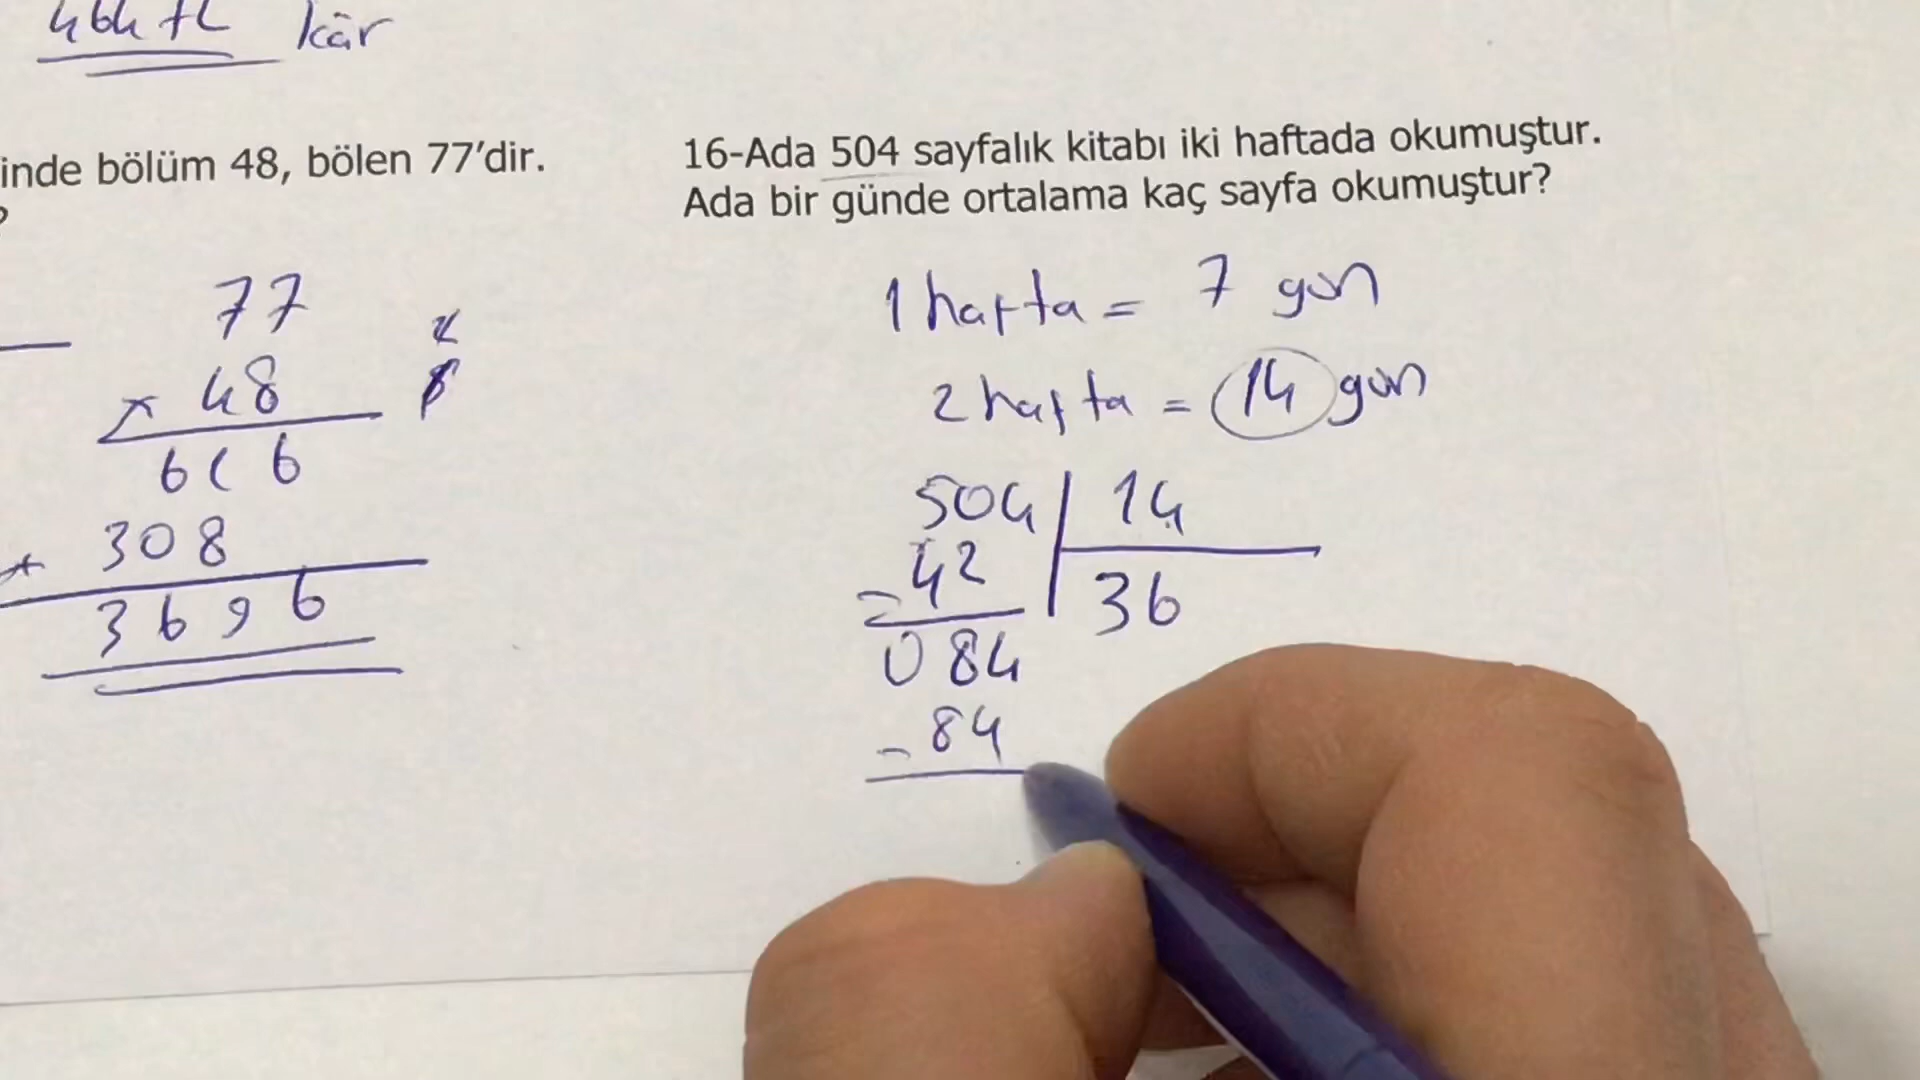 464 TL kâr
inde bölüm 48, bölen 77'dir.
?
77
x 48
616
+ 308
3696
16-Ada 504 sayfalık kitabı iki haftada okumuştur.
Ada bir günde ortalama kaç sayfa okumuştur?
1 hafta = 7 gün
2 hafta = 14 gün
504 | 14
- 42 36
084
- 84